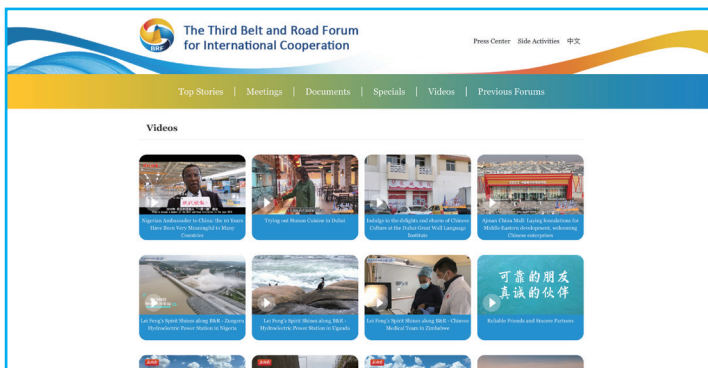 The Third Belt and Road Forum
for International Cooperation
BRF
Press Center Side Activities 中文
Top Stories | Meetings | Documents | Specials | Videos | Previous Forums
Videos
Nigerian Ambassador to China: the 10 Years
Have Been Very Meaningful to Many
Countries
Trying out Hunan Cuisine in Dubai
Indulge in the delights and charm of Chinese
Culture at the Dubai Great Wall Language
Institute
Ajman China Mall: Laying foundations for
Middle Eastern development, welcoming
Chinese enterprises
Lei Feng's Spirit Shines along B&R - Zungeru
Hydroelectric Power Station in Nigeria
Lei Feng's Spirit Shines along B&R -
Hydroelectric Power Station in Uganda
Lei Feng's Spirit Shines along B&R - Chinese
Medical Team in Zimbabwe
可靠的朋友
真诚的伙伴
Reliable Friends and Sincere Partners